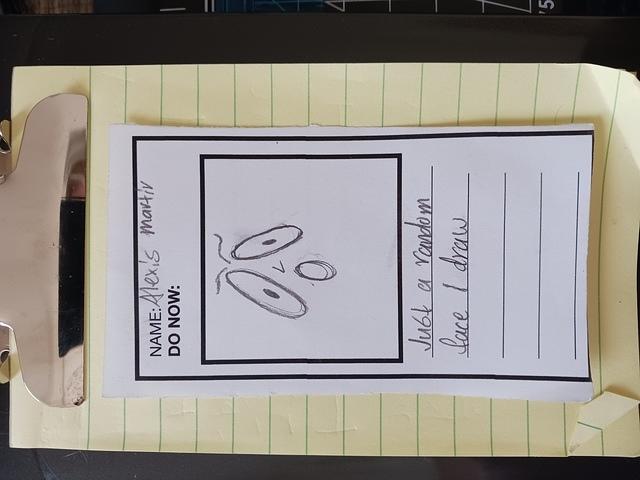 NAME: Alexis martir
DO NOW:
Just a random
face I draw